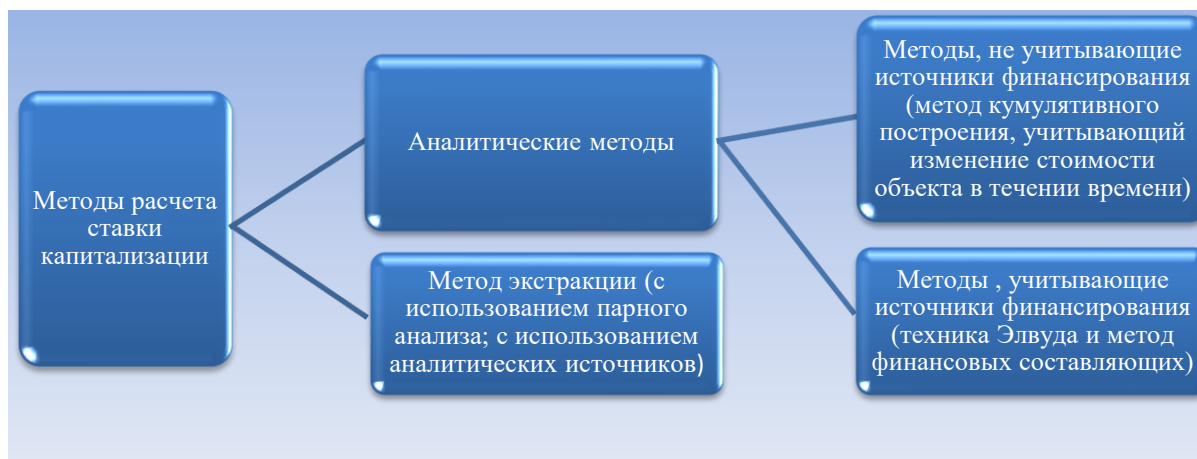 Методы расчета
ставки
капитализации
Аналитические методы
Метод экстракции (с
использованием парного
анализа; с использованием
аналитических источников)
Методы, не учитывающие
источники финансирования
(метод кумулятивного
построения, учитывающий
изменение стоимости
объекта в течении времени)
Методы , учитывающие
источники финансирования
(техника Элвуда и метод
финансовых составляющих)